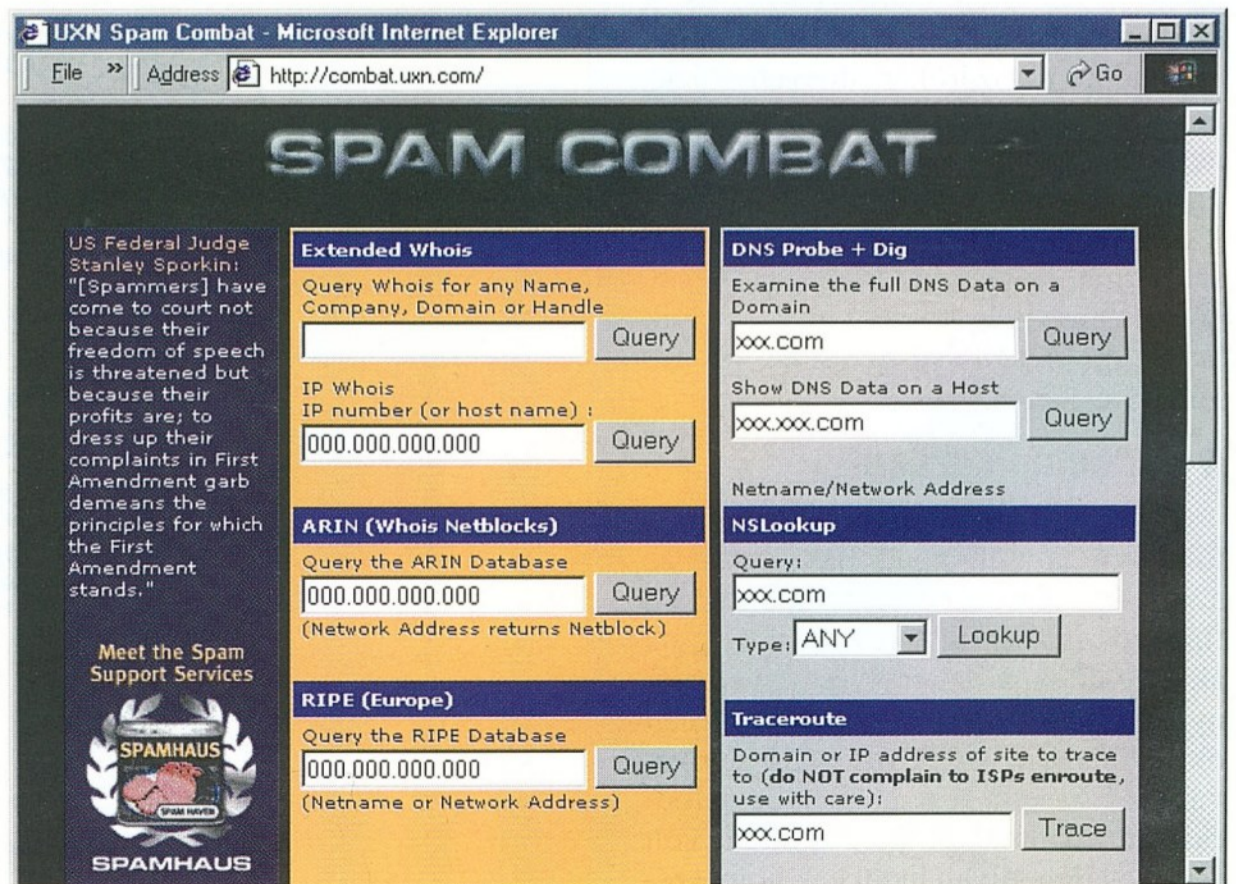 UXN Spam Combat - Microsoft Internet Explorer
File » Address http://combat.uxn.com/ Go
SPAM COMBAT
US Federal Judge
Stanley Sporkin:
"[Spammers] have
come to court not
because their
freedom of speech
is threatened but
because their
profits are; to
dress up their
complaints in First
Amendment garb
demeans the
principles for which
the First
Amendment
stands."
Meet the Spam
Support Services
SPAMHAUS
SPAM HAVEN
SPAMHAUS
Extended Whois
Query Whois for any Name,
Company, Domain or Handle
Query
IP Whois
IP number (or host name) :
000.000.000.000 Query
ARIN (Whois Netblocks)
Query the ARIN Database
000.000.000.000 Query
(Network Address returns Netblock)
RIPE (Europe)
Query the RIPE Database
000.000.000.000 Query
(Netname or Network Address)
DNS Probe + Dig
Examine the full DNS Data on a
Domain
xxx.com Query
Show DNS Data on a Host
xxx.xxx.com Query
Netname/Network Address
NSLookup
Query:
xxx.com
Type: ANY Lookup
Traceroute
Domain or IP address of site to trace
to (do NOT complain to ISPs enroute,
use with care):
xxx.com Trace